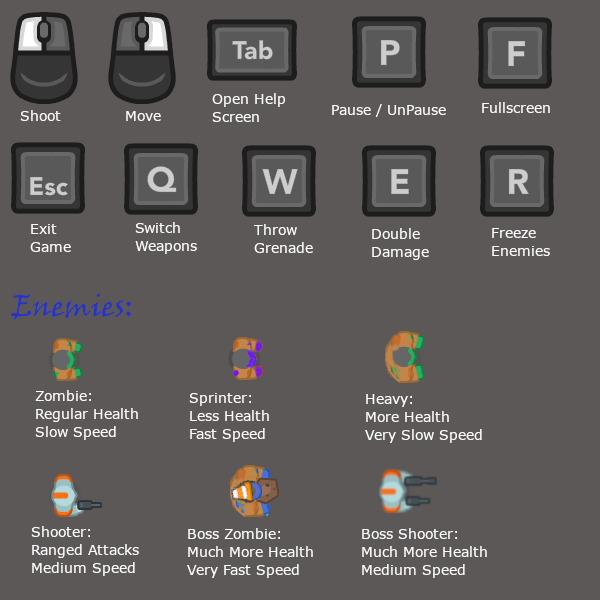 Tab
P
F
Shoot
Move
Open Help
Screen
Pause / UnPause
Fullscreen
Esc
Q
W
E
R
Exit
Game
Switch
Weapons
Throw
Grenade
Double
Damage
Freeze
Enemies
Enemies:
Zombie:
Regular Health
Slow Speed
Sprinter:
Less Health
Fast Speed
Heavy:
More Health
Very Slow Speed
Shooter:
Ranged Attacks
Medium Speed
Boss Zombie:
Much More Health
Very Fast Speed
Boss Shooter:
Much More Health
Medium Speed